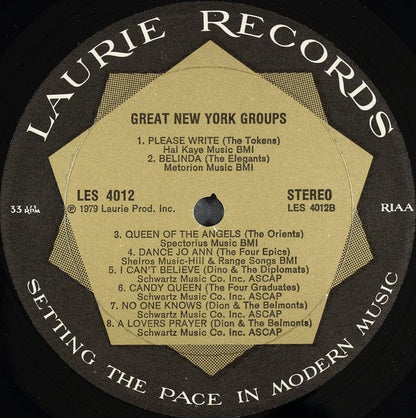 LAURIE RECORDS
GREAT NEW YORK GROUPS
1. PLEASE WRITE (The Tokens)
Hal Kaye Music BMI
2. BELINDA (The Elegants)
Metorion Music BMI
LES 4012
STEREO
33 ⅓ RPM
℗ 1979 Laurie Prod. Inc.
LES 4012B
RIAA
3. QUEEN OF THE ANGELS (The Orients)
Spectorius Music BMI
4. DANCE JO ANN (The Four Epics)
Shelros Music-Hill & Range Songs BMI
5. I CAN'T BELIEVE (Dino & The Diplomats)
Schwartz Music Co. Inc. ASCAP
6. CANDY QUEEN (The Four Graduates)
Schwartz Music Co. Inc. ASCAP
7. NO ONE KNOWS (Dion & The Belmonts)
Schwartz Music Co. Inc. ASCAP
8. A LOVERS PRAYER (Dion & The Belmonts)
Schwartz Music Co. Inc. ASCAP
SETTING THE PACE IN MODERN MUSIC